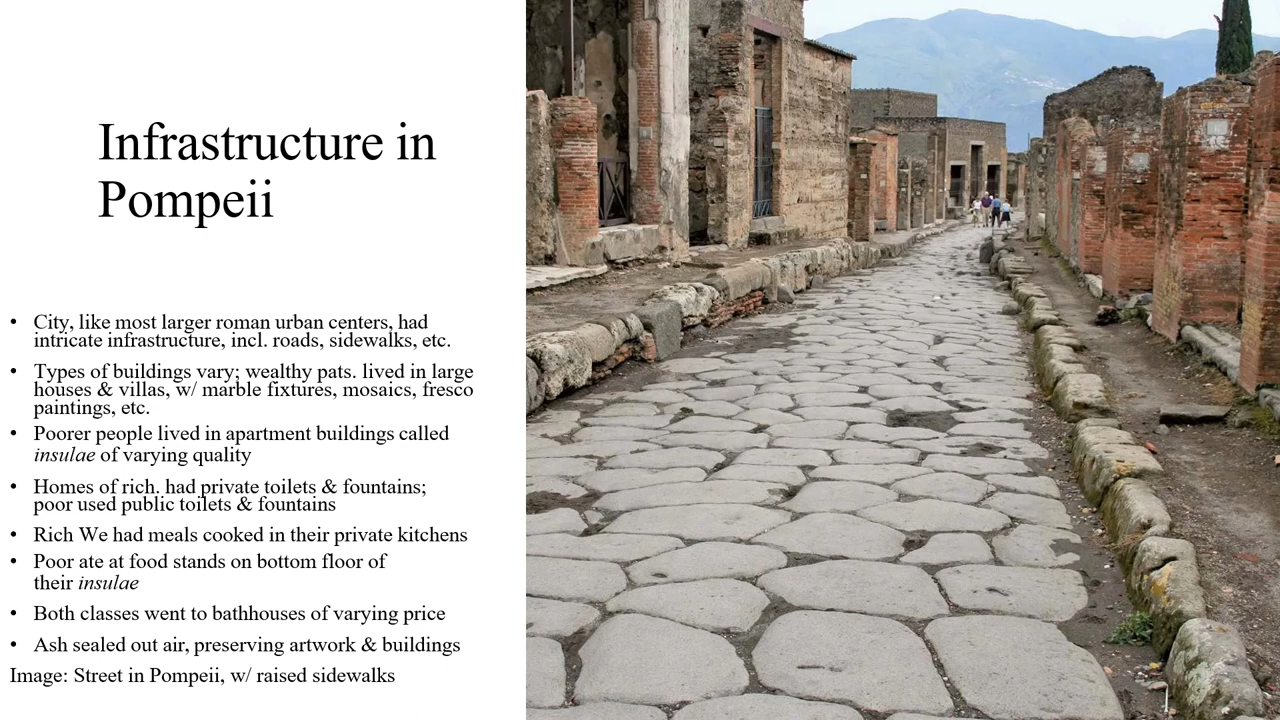 Infrastructure in
Pompeii
• City, like most larger roman urban centers, had
intricate infrastructure, incl. roads, sidewalks, etc.
• Types of buildings vary; wealthy pats. lived in large
houses & villas, w/ marble fixtures, mosaics, fresco
paintings, etc.
• Poorer people lived in apartment buildings called
insulae of varying quality
• Homes of rich. had private toilets & fountains;
poor used public toilets & fountains
• Rich We had meals cooked in their private kitchens
• Poor ate at food stands on bottom floor of
their insulae
• Both classes went to bathhouses of varying price
• Ash sealed out air, preserving artwork & buildings
Image: Street in Pompeii, w/ raised sidewalks